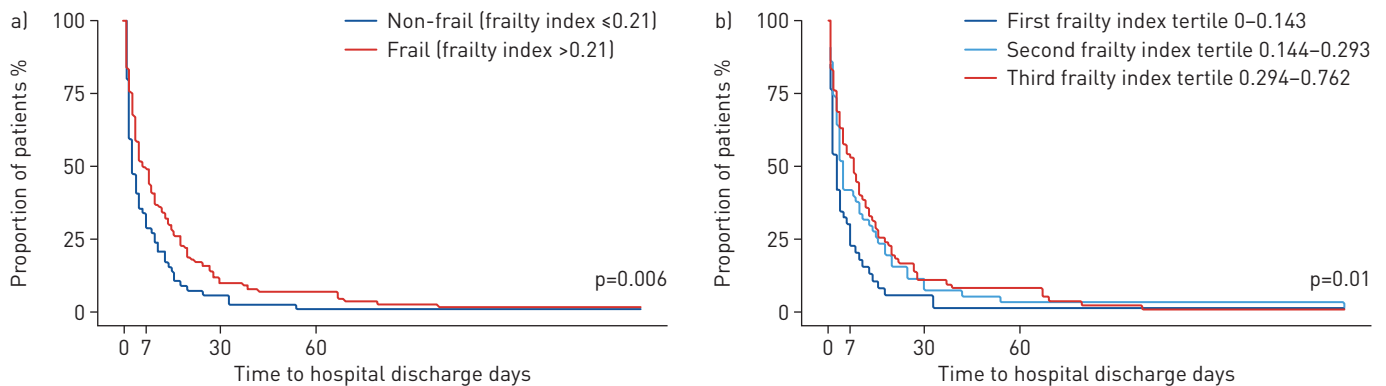 a)
Proportion of patients %
100
75
50
25
0
Non-frail (frailty index ≤0.21)
Frail (frailty index >0.21)
p=0.006
0 7 30 60
Time to hospital discharge days
b)
Proportion of patients %
100
75
50
25
0
First frailty index tertile 0–0.143
Second frailty index tertile 0.144–0.293
Third frailty index tertile 0.294–0.762
p=0.01
0 7 30 60
Time to hospital discharge days